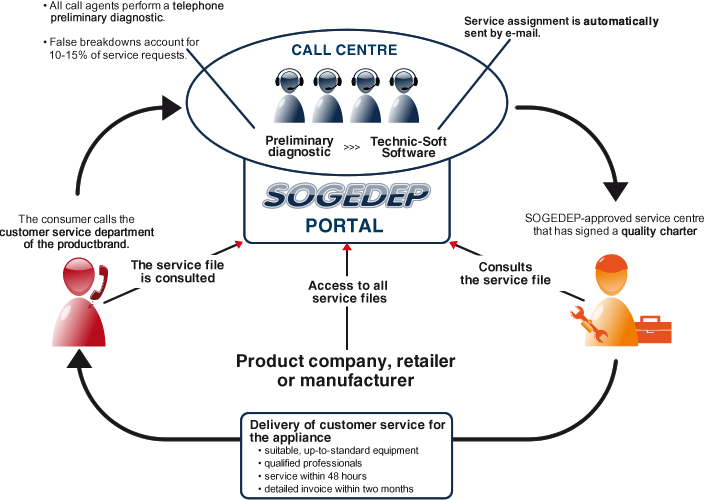 • All call agents perform a telephone
preliminary diagnostic.
• False breakdowns account for
10-15% of service requests.
Service assignment is automatically
sent by e-mail.
CALL CENTRE
Preliminary
diagnostic
>>>
Technic-Soft
Software
SOGEDEP
PORTAL
The consumer calls the
customer service department
of the productbrand.
SOGEDEP-approved service centre
that has signed a quality charter
The service file
is consulted
Access to all
service files
Consults
the service file
Product company, retailer
or manufacturer
Delivery of customer service for
the appliance
• suitable, up-to-standard equipment
• qualified professionals
• service within 48 hours
• detailed invoice within two months